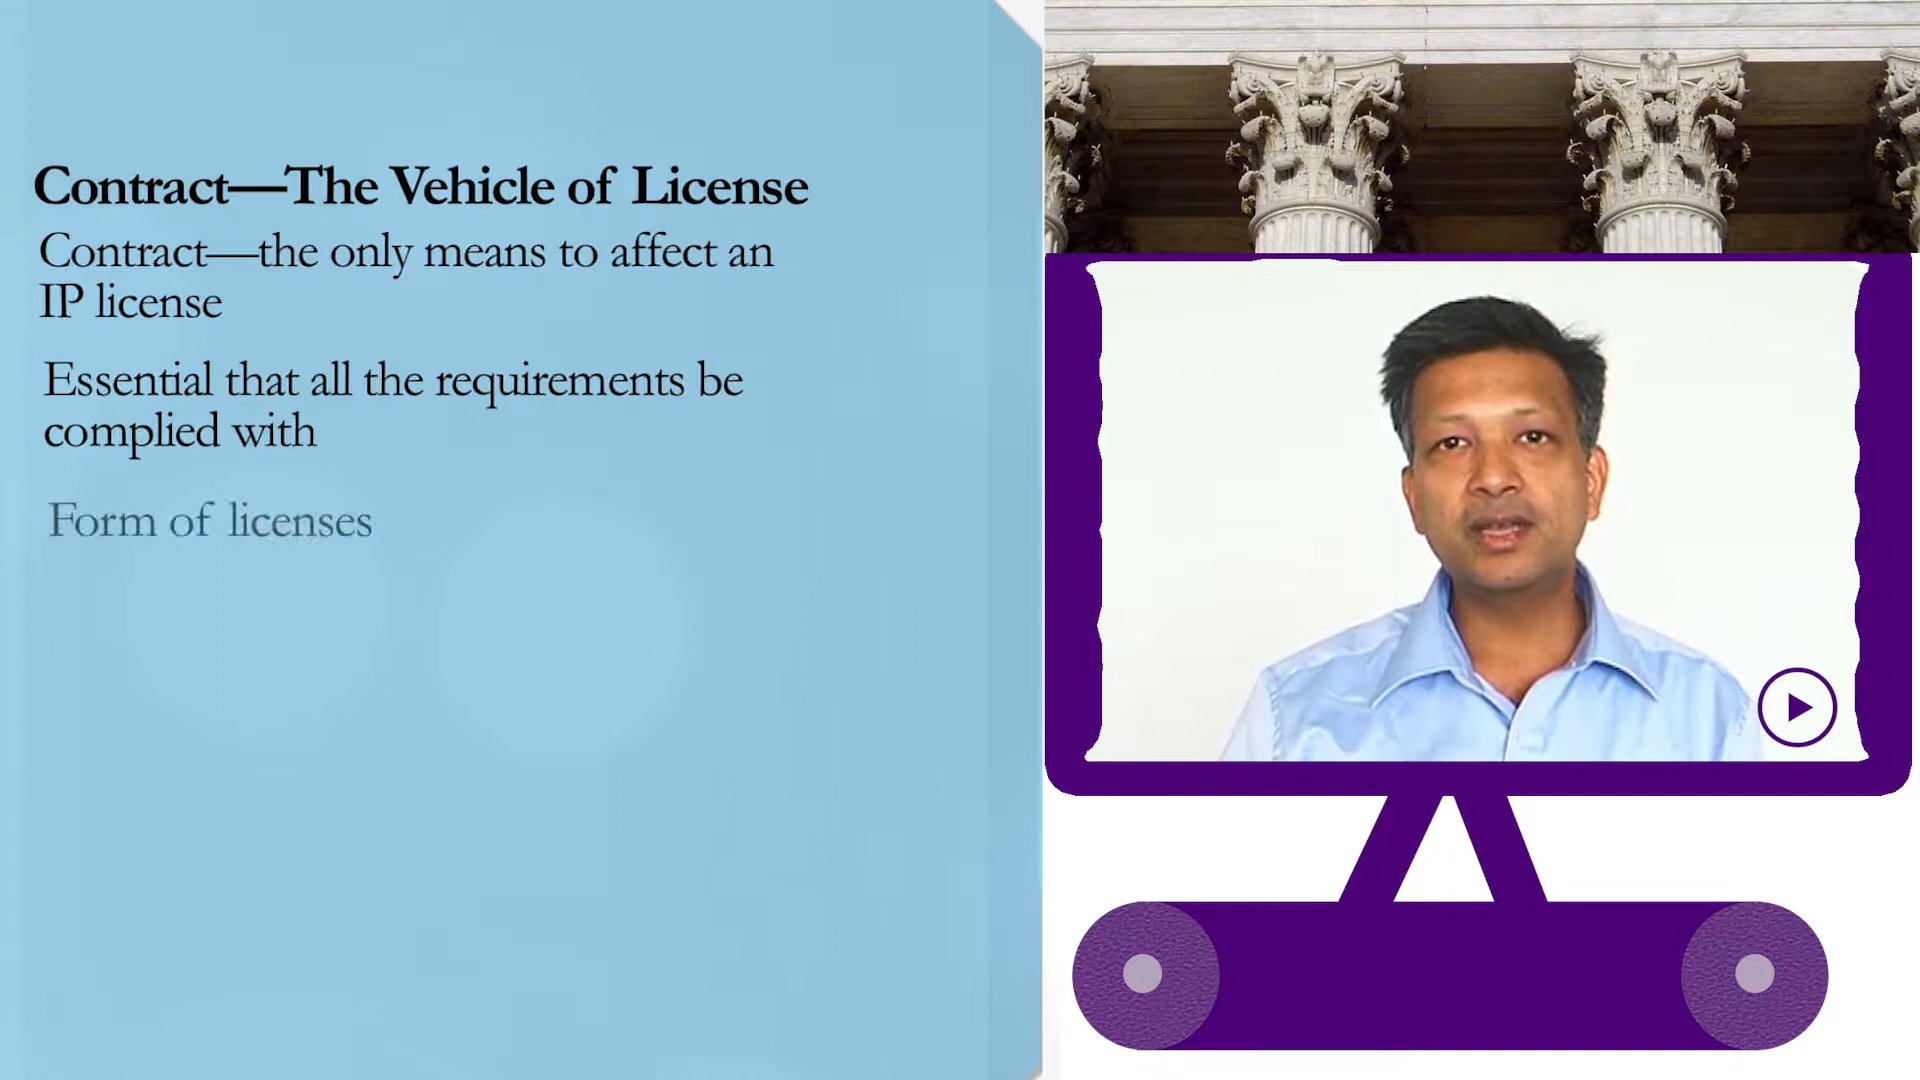 Contract—The Vehicle of License
Contract—the only means to affect an
IP license
Essential that all the requirements be
complied with
Form of licenses